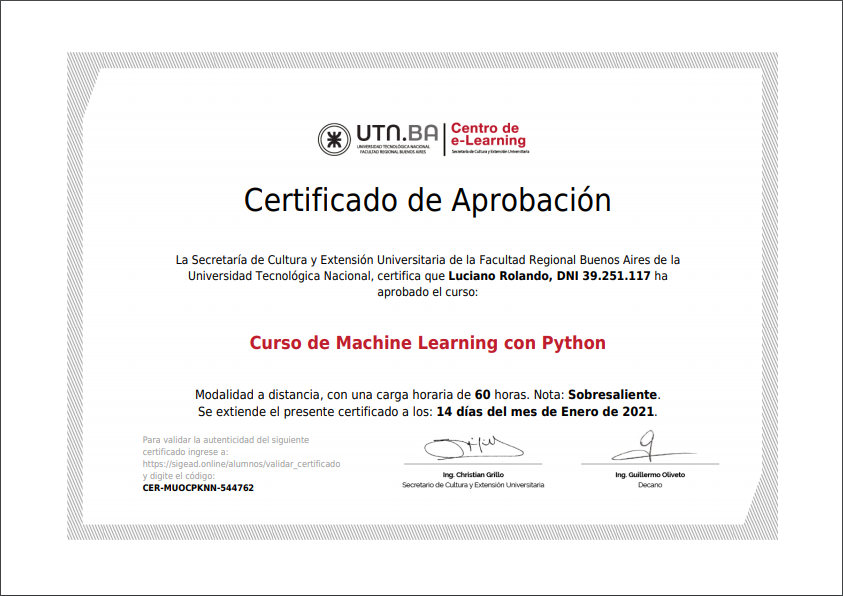 UTN.BA
UNIVERSIDAD TECNOLÓGICA NACIONAL
FACULTAD REGIONAL BUENOS AIRES
Centro de
e-Learning
Secretaría de Cultura y Extensión Universitaria
Certificado de Aprobación
La Secretaría de Cultura y Extensión Universitaria de la Facultad Regional Buenos Aires de la
Universidad Tecnológica Nacional, certifica que Luciano Rolando, DNI 39.251.117 ha
aprobado el curso:
Curso de Machine Learning con Python
Modalidad a distancia, con una carga horaria de 60 horas. Nota: Sobresaliente.
Se extiende el presente certificado a los: 14 días del mes de Enero de 2021.
Para validar la autenticidad del siguiente
certificado ingrese a:
https://sigead.online/alumnos/validar_certificado
y digite el código:
CER-MUOCPKNN-544762
Ing. Christian Grillo
Secretario de Cultura y Extensión Universitaria
Ing. Guillermo Oliveto
Decano